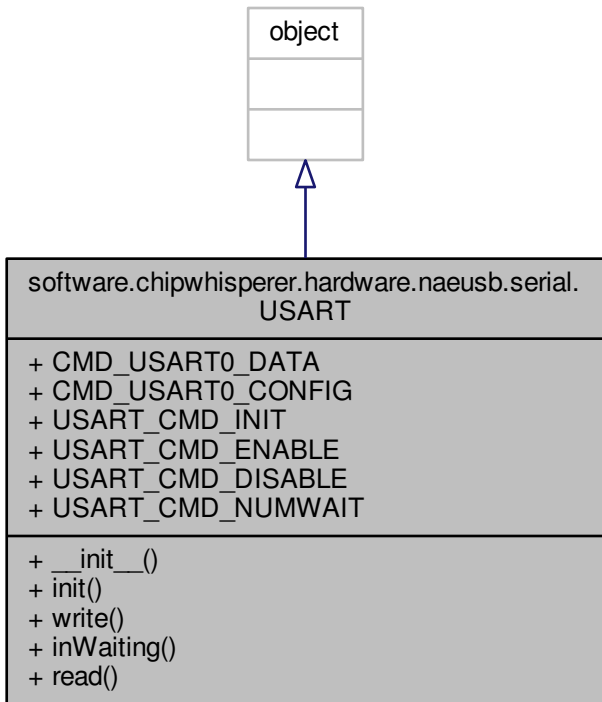 object
software.chipwhisperer.hardware.naeusb.serial.
USART
+ CMD_USART0_DATA
+ CMD_USART0_CONFIG
+ USART_CMD_INIT
+ USART_CMD_ENABLE
+ USART_CMD_DISABLE
+ USART_CMD_NUMWAIT
+ __init__()
+ init()
+ write()
+ inWaiting()
+ read()